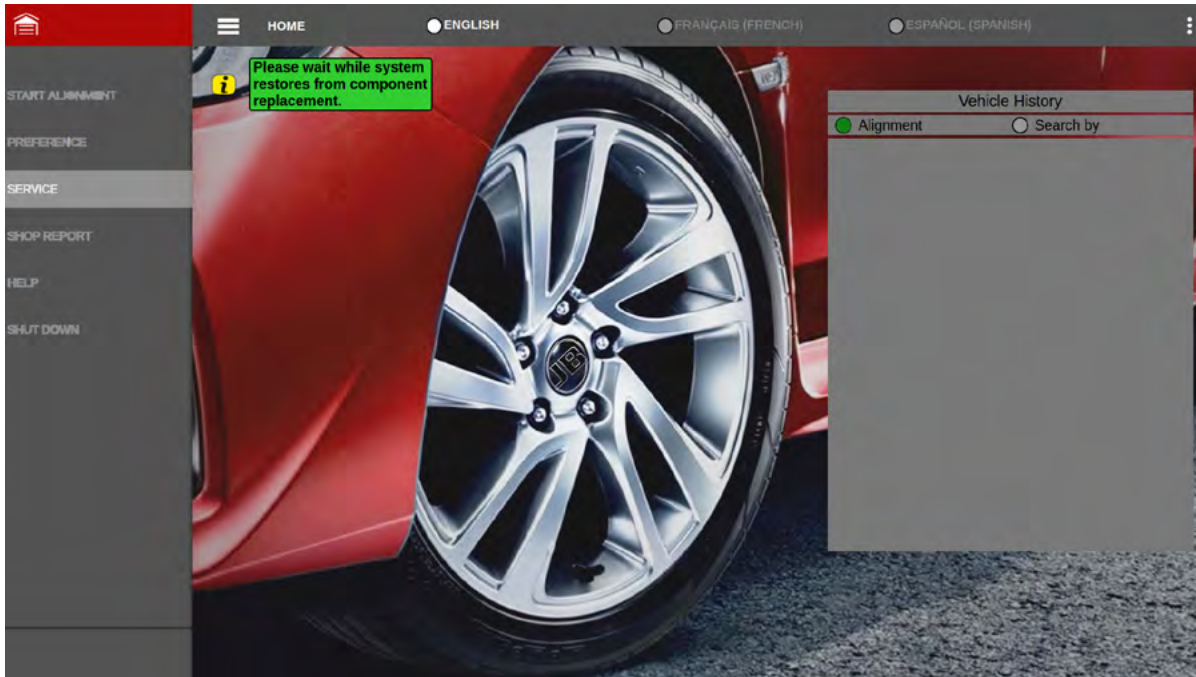 HOME
ENGLISH
FRANÇAIS (FRENCH)
ESPAÑOL (SPANISH)
i
Please wait while system
restores from component
replacement.
START ALIGNMENT
PREFERENCE
SERVICE
SHOP REPORT
HELP
SHUT DOWN
Vehicle History
Alignment
Search by
JB